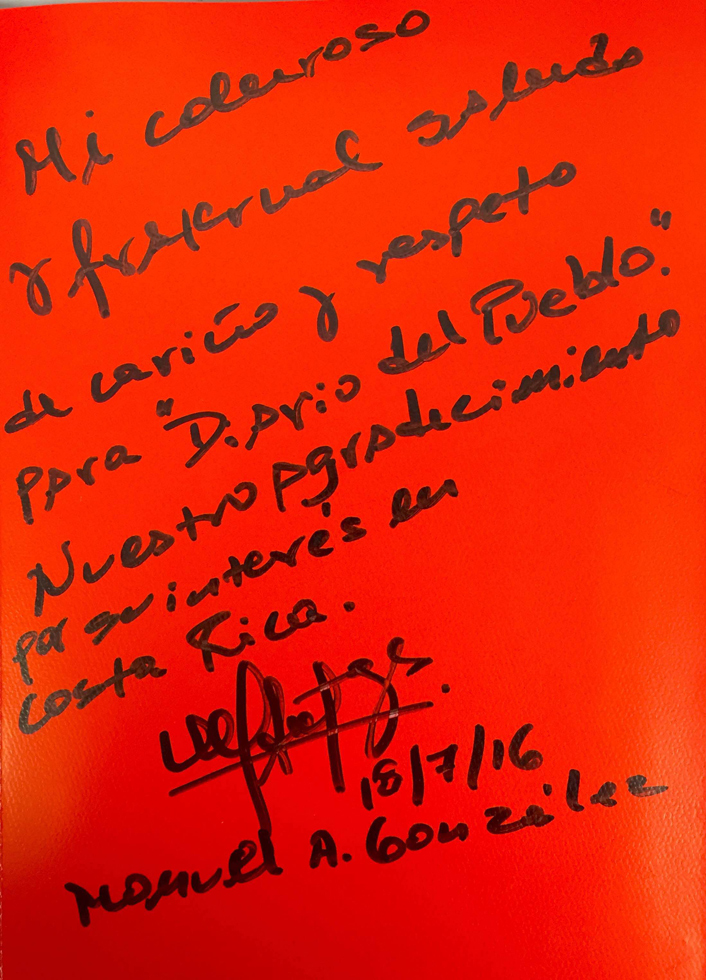 Mi caluroso
y fraternal saludo
de cariño y respeto
para "Diario del Pueblo."
Nuestro agradecimiento
por su interés en
Costa Rica.
18/7/16
Manuel A. González